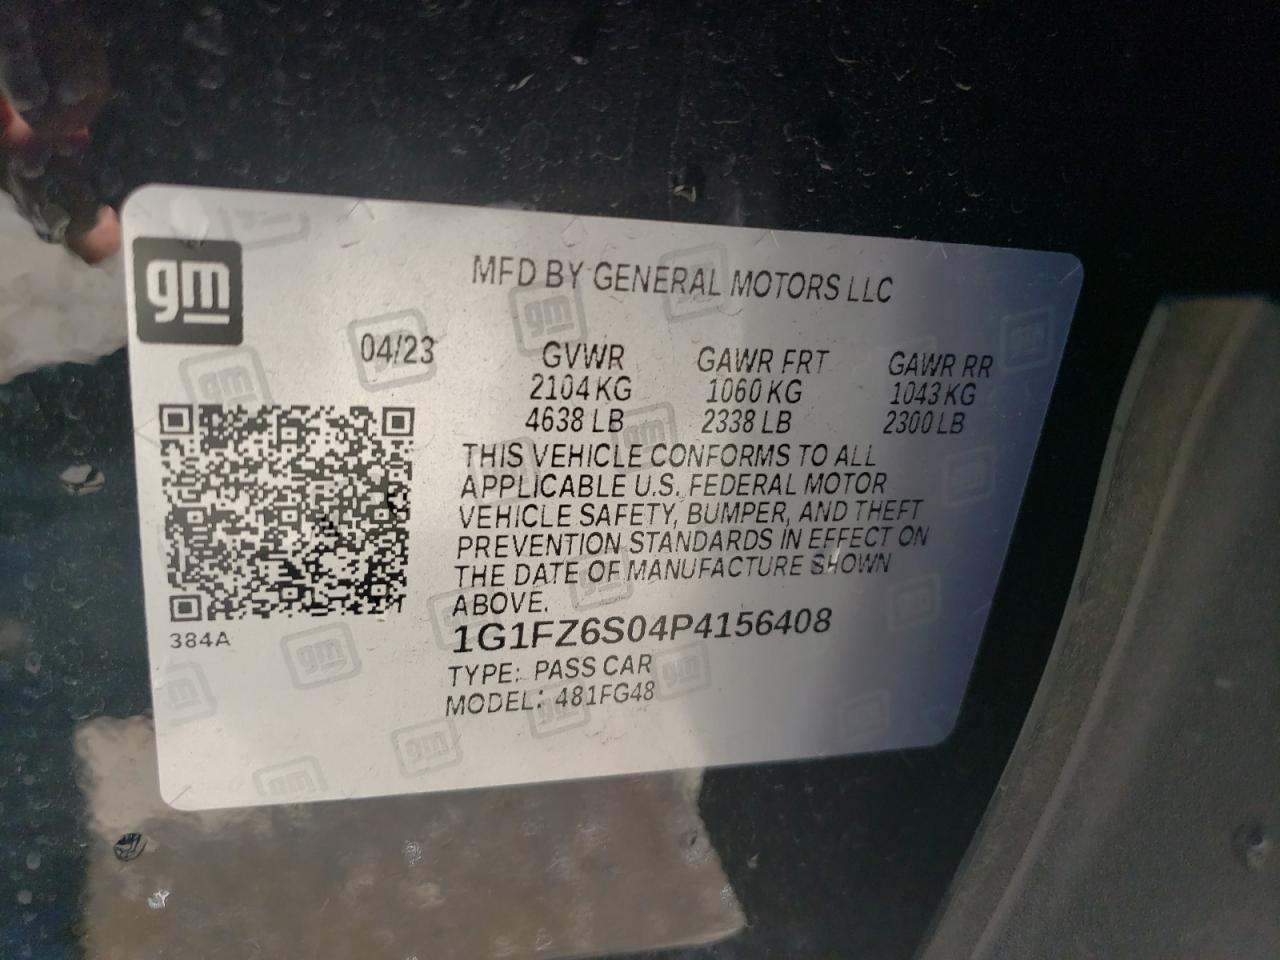 gm
MFD BY GENERAL MOTORS LLC
04/23
GVWR GAWR FRT GAWR RR
2104 KG 1060 KG 1043 KG
4638 LB 2338 LB 2300 LB
THIS VEHICLE CONFORMS TO ALL
APPLICABLE U.S. FEDERAL MOTOR
VEHICLE SAFETY, BUMPER, AND THEFT
PREVENTION STANDARDS IN EFFECT ON
THE DATE OF MANUFACTURE SHOWN
ABOVE.
384A
1G1FZ6S04P4156408
TYPE: PASS CAR
MODEL: 481FG48